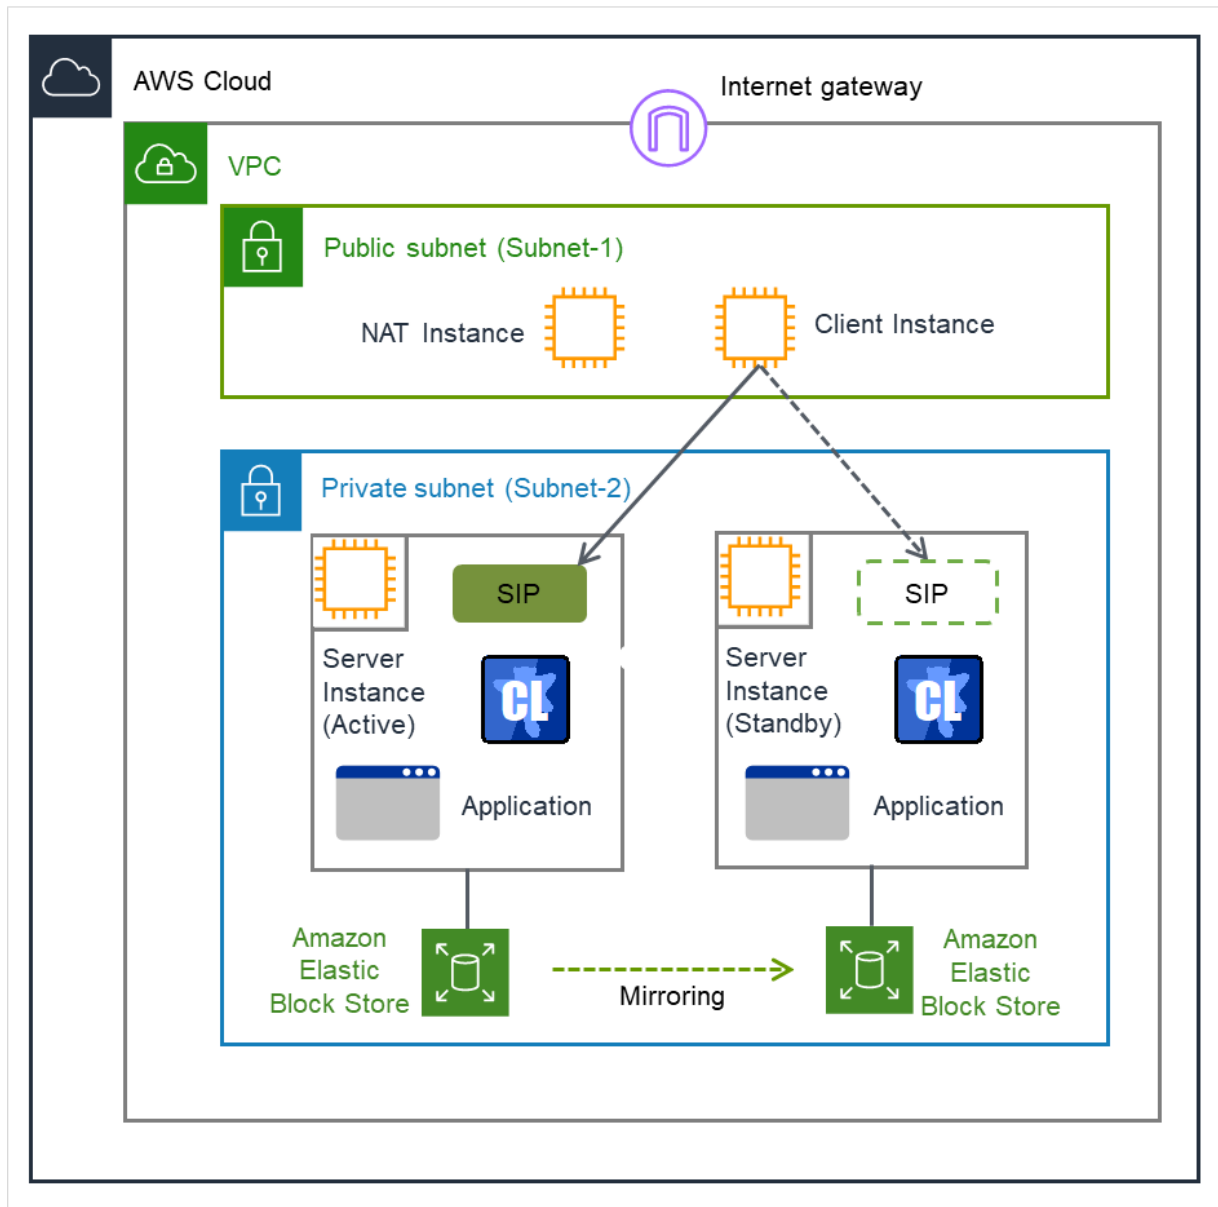 AWS Cloud
Internet gateway
VPC
Public subnet (Subnet-1)
NAT Instance
Client Instance
Private subnet (Subnet-2)
SIP
Server
Instance
(Active)
CL
Application
SIP
Server
Instance
(Standby)
CL
Application
Amazon
Elastic
Block Store
Mirroring
Amazon
Elastic
Block Store